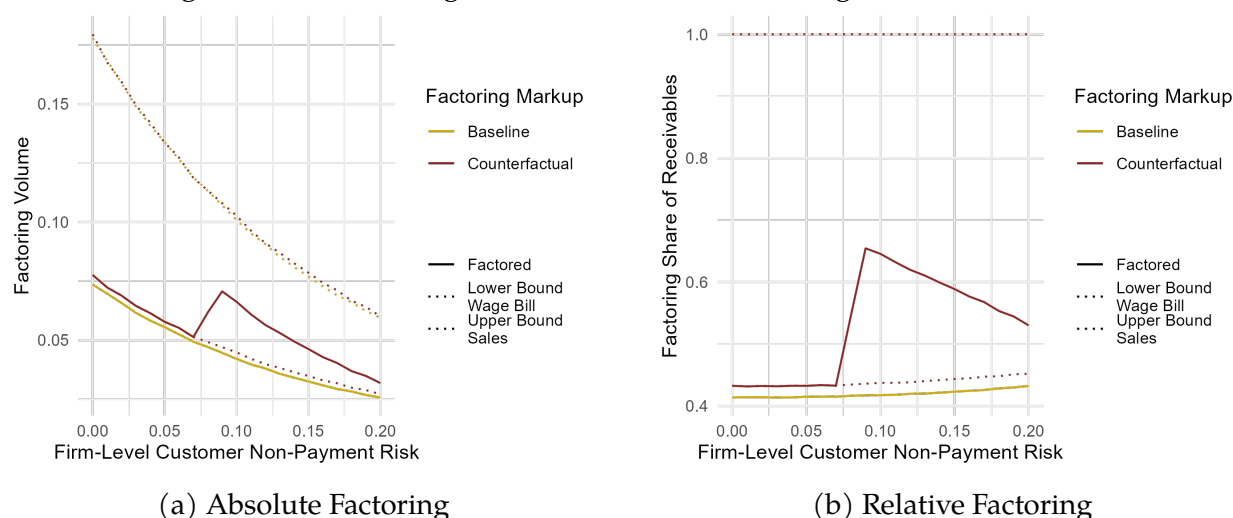 Factoring Volume
0.15
0.10
0.05
0.00 0.05 0.10 0.15 0.20
Firm-Level Customer Non-Payment Risk
Factoring Markup
Baseline
Counterfactual
Factored
Lower Bound
Wage Bill
Upper Bound
Sales
(a) Absolute Factoring
Factoring Share of Receivables
1.0
0.8
0.6
0.4
0.00 0.05 0.10 0.15 0.20
Firm-Level Customer Non-Payment Risk
Factoring Markup
Baseline
Counterfactual
Factored
Lower Bound
Wage Bill
Upper Bound
Sales
(b) Relative Factoring